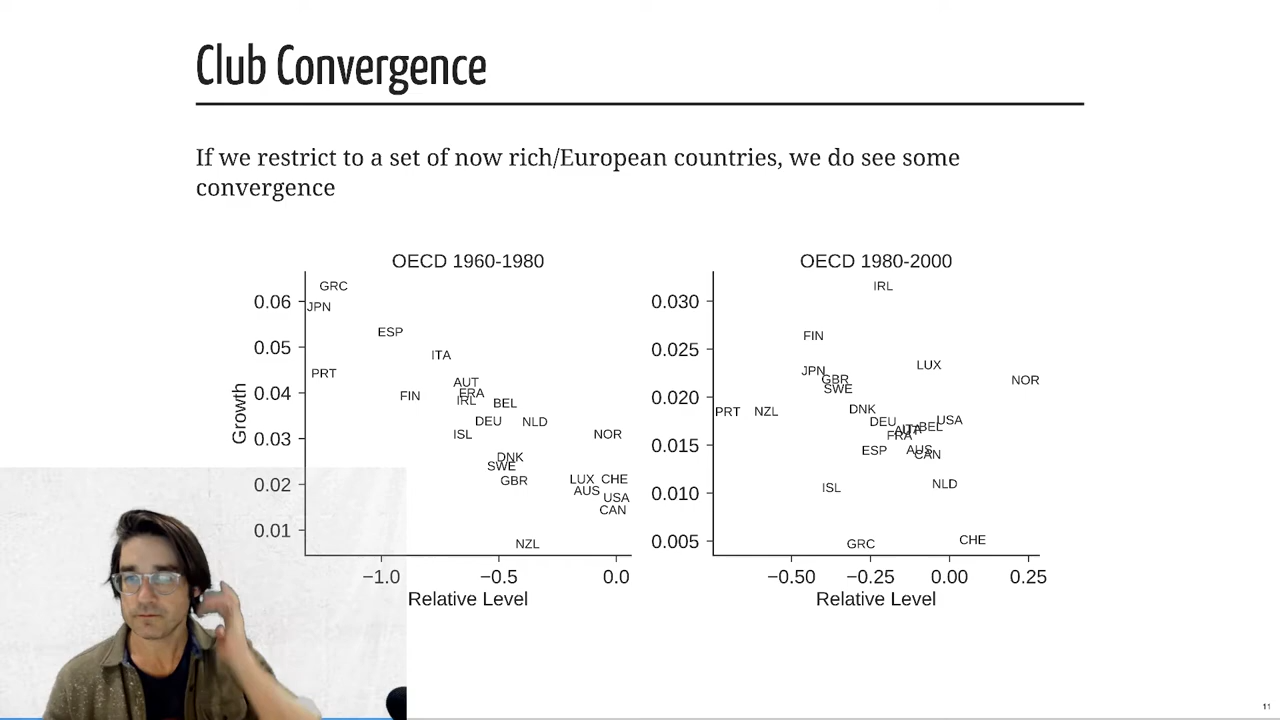 Club Convergence
If we restrict to a set of now rich/European countries, we do see some
convergence
OECD 1960-1980
GRC
0.06
JPN
ESP
0.05
ITA
PRT
AUT
0.04
FIN
FRA
IRL
BEL
DEU
NLD
Growth
0.03
ISL
NOR
DNK
SWE
0.02
GBR
LUX
CHE
AUS
USA
CAN
0.01
NZL
−1.0
−0.5
0.0
Relative Level
OECD 1980-2000
IRL
0.030
FIN
0.025
JPN
LUX
GBR
NOR
SWE
0.020
PRT
NZL
DNK
DEU
USA
BEL
AUT
ITA
FRA
0.015
ESP
AUS
CAN
ISL
NLD
0.010
0.005
GRC
CHE
−0.50
−0.25
0.00
0.25
Relative Level
11